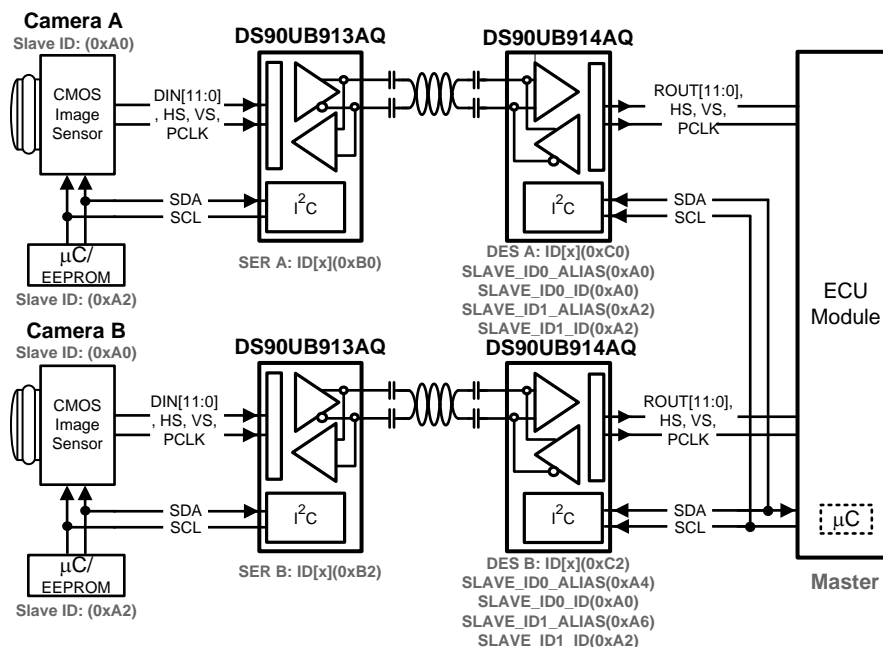 Camera A
Slave ID: (0xA0)
DS90UB913AQ
DS90UB914AQ
CMOS
Image
Sensor
DIN[11:0]
, HS, VS,
PCLK
ROUT[11:0],
HS, VS,
PCLK
SDA
SCL
I²C
I²C
SDA
SCL
µC/
EEPROM
Slave ID: (0xA2)
SER A: ID[x](0xB0)
DES A: ID[x](0xC0)
SLAVE_ID0_ALIAS(0xA0)
SLAVE_ID0_ID(0xA0)
SLAVE_ID1_ALIAS(0xA2)
SLAVE_ID1_ID(0xA2)
ECU
Module
Camera B
Slave ID: (0xA0)
DS90UB913AQ
DS90UB914AQ
CMOS
Image
Sensor
DIN[11:0]
, HS, VS,
PCLK
ROUT[11:0],
HS, VS,
PCLK
SDA
SCL
I²C
I²C
SDA
SCL
µC
µC/
EEPROM
Slave ID: (0xA2)
SER B: ID[x](0xB2)
DES B: ID[x](0xC2)
SLAVE_ID0_ALIAS(0xA4)
SLAVE_ID0_ID(0xA0)
SLAVE_ID1_ALIAS(0xA6)
SLAVE_ID1_ID(0xA2)
Master